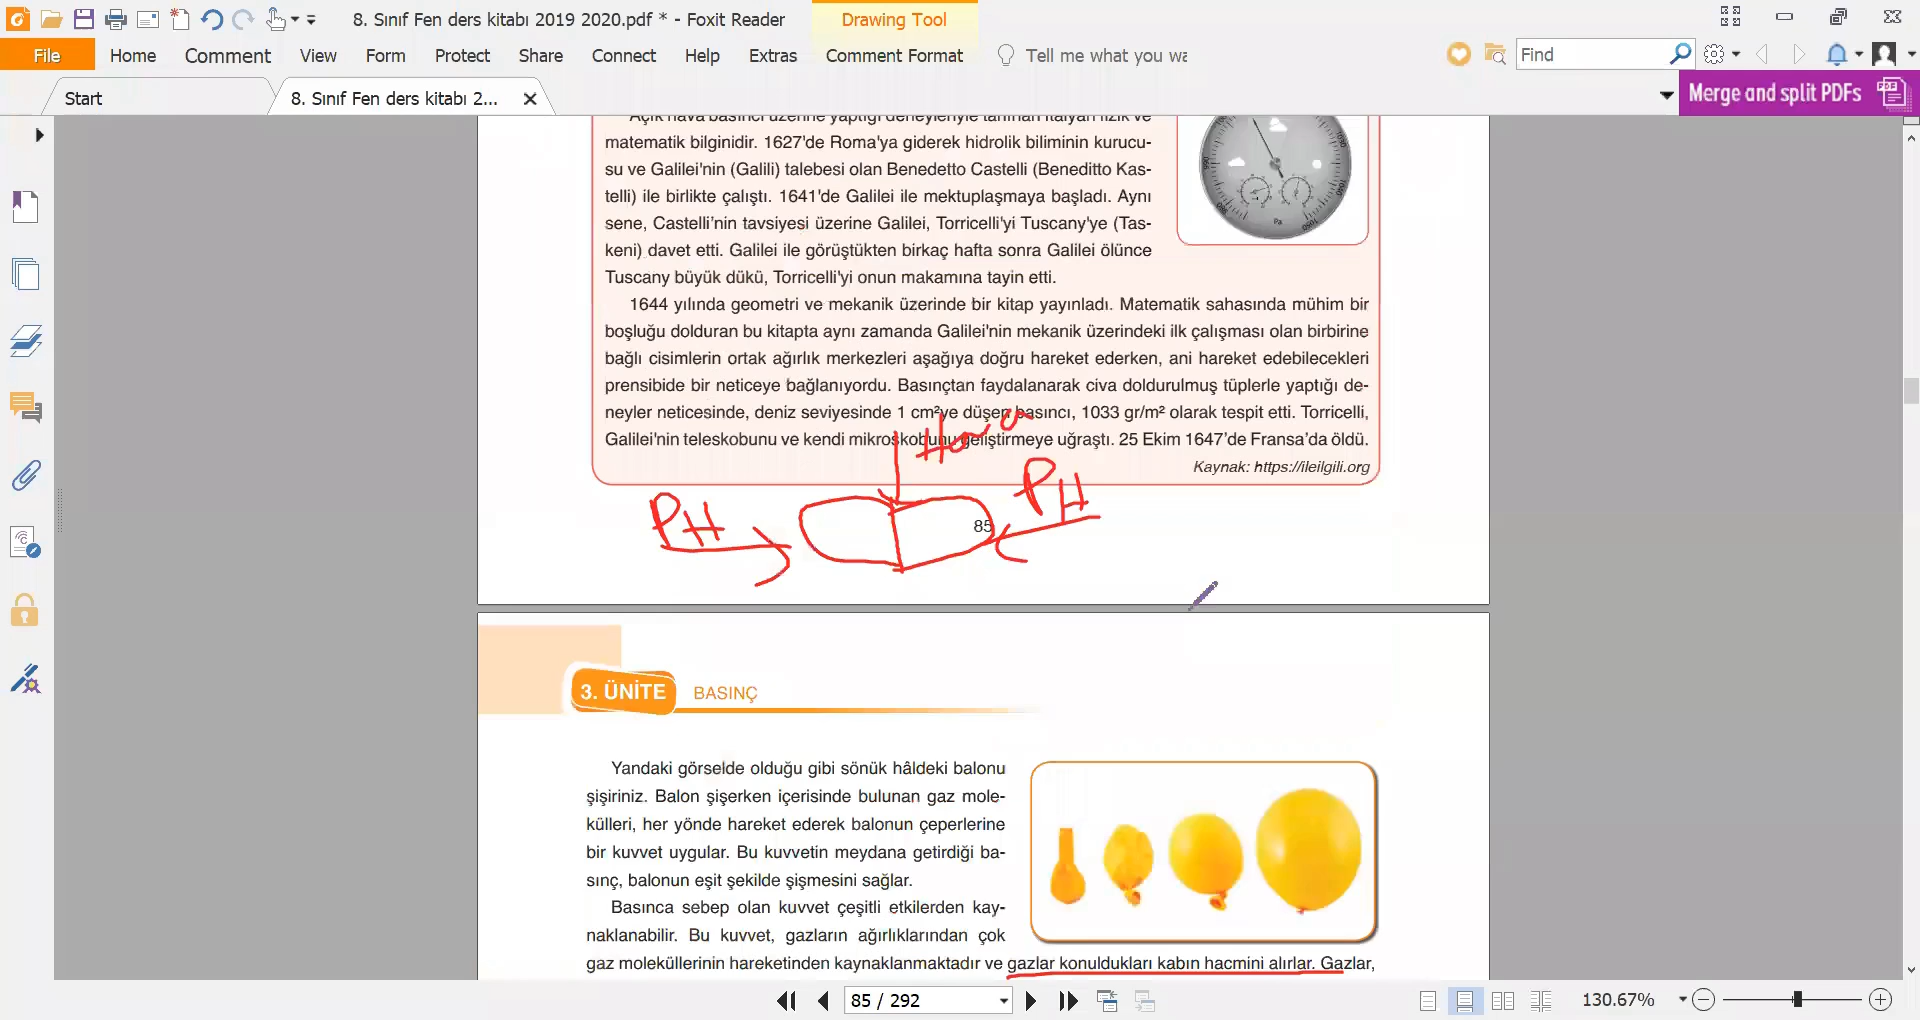 8. Sınıf Fen ders kitabı 2019 2020.pdf * - Foxit Reader
Drawing Tool
File
Home
Comment
View
Form
Protect
Share
Connect
Help
Extras
Comment Format
Tell me what you wa
Find
Start
8. Sınıf Fen ders kitabı 2...
Merge and split PDFs
Açık hava basıncı üzerine yaptığı deneyleriyle tanınan İtalyan fizik ve
matematik bilginidir. 1627'de Roma'ya giderek hidrolik biliminin kurucu-
su ve Galilei'nin (Galili) talebesi olan Benedetto Castelli (Beneditto Kas-
telli) ile birlikte çalıştı. 1641'de Galilei ile mektuplaşmaya başladı. Aynı
sene, Castelli'nin tavsiyesi üzerine Galilei, Torricelli'yi Tuscany'ye (Tas-
keni) davet etti. Galilei ile görüştükten birkaç hafta sonra Galilei ölünce
Tuscany büyük dükü, Torricelli'yi onun makamına tayin etti.
1644 yılında geometri ve mekanik üzerinde bir kitap yayınladı. Matematik sahasında mühim bir
boşluğu dolduran bu kitapta aynı zamanda Galilei'nin mekanik üzerindeki ilk çalışması olan birbirine
bağlı cisimlerin ortak ağırlık merkezleri aşağıya doğru hareket ederken, ani hareket edebilecekleri
prensibide bir neticeye bağlanıyordu. Basınçtan faydalanarak civa doldurulmuş tüplerle yaptığı de-
neyler neticesinde, deniz seviyesinde 1 cm²ye düşen basıncı, 1033 gr/m² olarak tespit etti. Torricelli,
Galilei'nin teleskobunu ve kendi mikroskobunu geliştirmeye uğraştı. 25 Ekim 1647'de Fransa'da öldü.
Kaynak: https://ileilgili.org
Hava
PH
PH
85
3. ÜNİTE
BASINÇ
Yandaki görselde olduğu gibi sönük hâldeki balonu
şişiriniz. Balon şişerken içerisinde bulunan gaz mole-
külleri, her yönde hareket ederek balonun çeperlerine
bir kuvvet uygular. Bu kuvvetin meydana getirdiği ba-
sınç, balonun eşit şekilde şişmesini sağlar.
Basınca sebep olan kuvvet çeşitli etkilerden kay-
naklanabilir. Bu kuvvet, gazların ağırlıklarından çok
gaz moleküllerinin hareketinden kaynaklanmaktadır ve gazlar konuldukları kabın hacmini alırlar. Gazlar,
85 / 292
130.67%